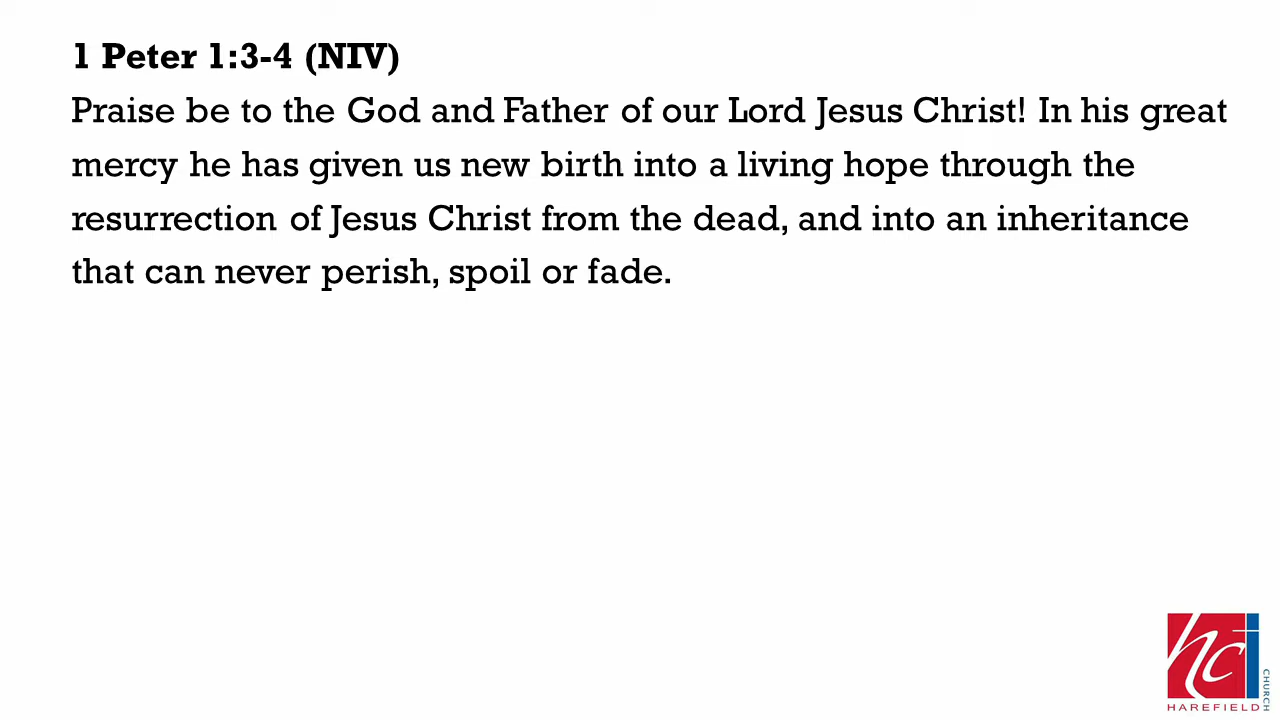 1 Peter 1:3-4 (NIV)
Praise be to the God and Father of our Lord Jesus Christ! In his great
mercy he has given us new birth into a living hope through the
resurrection of Jesus Christ from the dead, and into an inheritance
that can never perish, spoil or fade.
hc
CHURCH
HAREFIELD